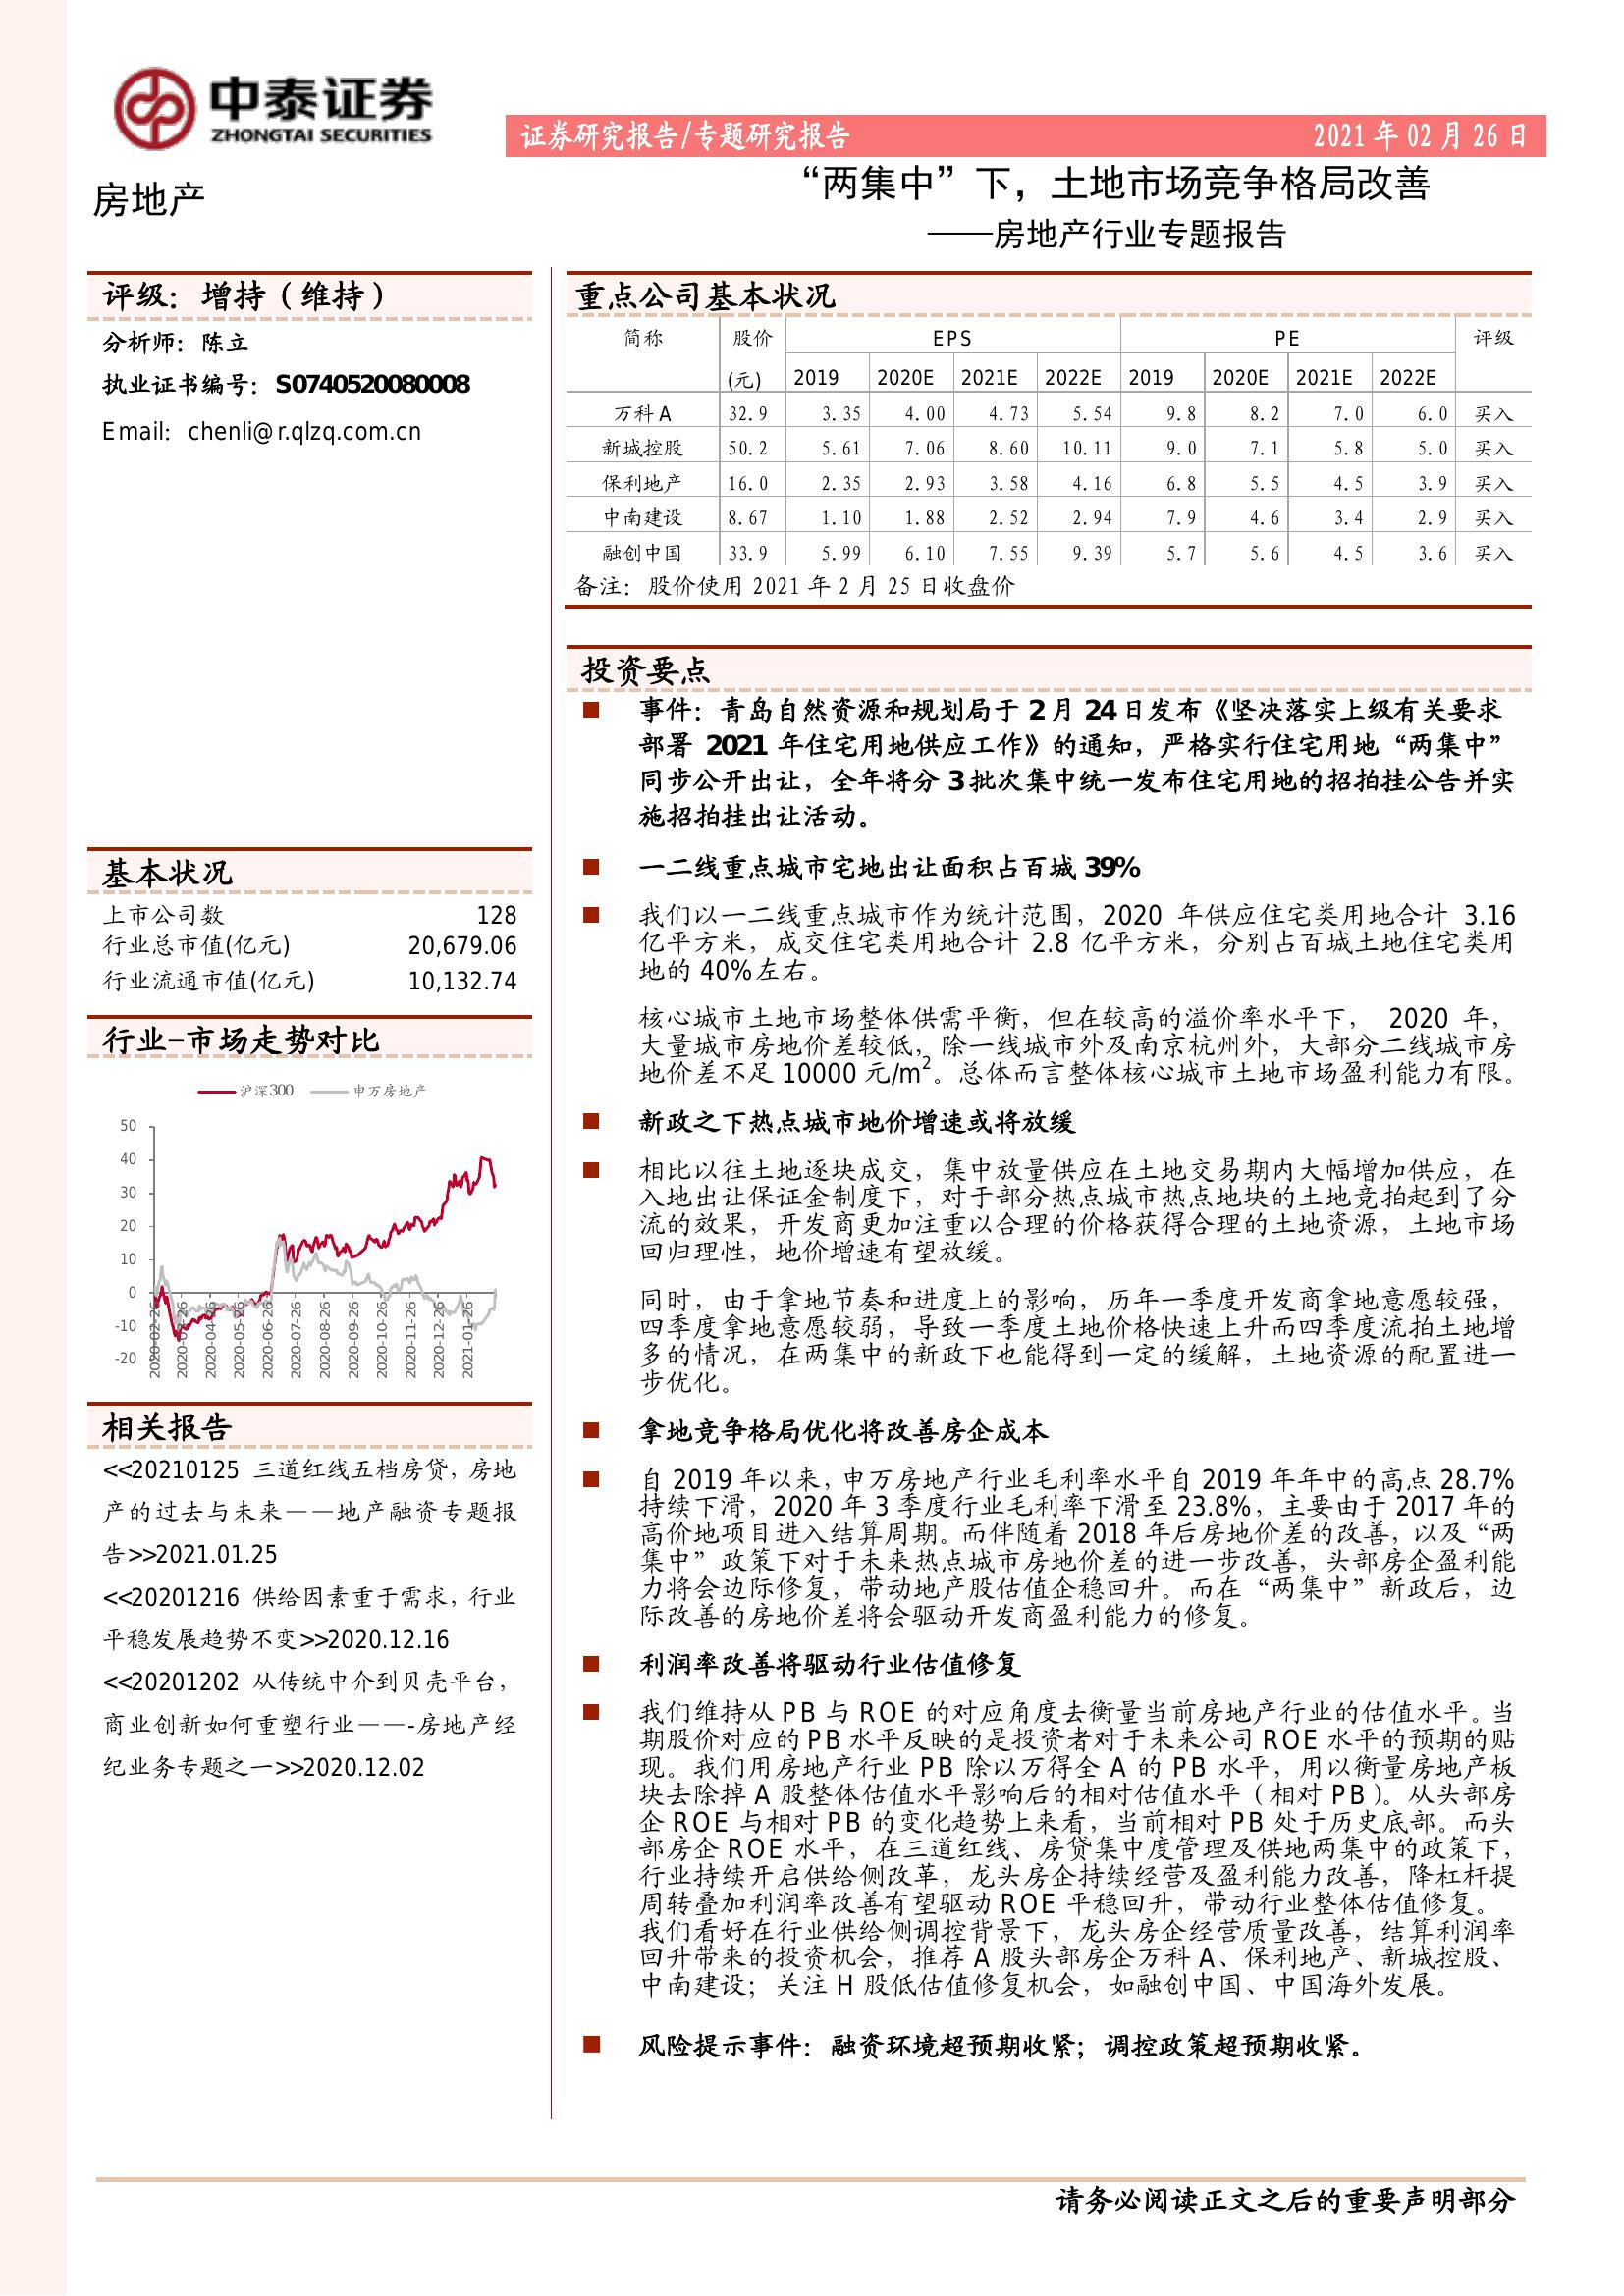 中泰证券
ZHONGTAI SECURITIES
证券研究报告/专题研究报告 2021年02月26日
房地产
“两集中”下，土地市场竞争格局改善
——房地产行业专题报告
评级：增持（维持）
分析师：陈立
执业证书编号：S0740520080008
Email：chenli@r.qlzq.com.cn
基本状况
上市公司数 128
行业总市值(亿元) 20,679.06
行业流通市值(亿元) 10,132.74
行业-市场走势对比
沪深300 申万房地产
50
40
30
20
10
0
-10
-20
2020-02-26 2020-03-26 2020-04-26 2020-05-26 2020-06-26 2020-07-26 2020-08-26 2020-09-26 2020-10-26 2020-11-26 2020-12-26 2021-01-26
相关报告
<<20210125 三道红线五档房贷，房地
产的过去与未来——地产融资专题报
告>>2021.01.25
<<20201216 供给因素重于需求，行业
平稳发展趋势不变>>2020.12.16
<<20201202 从传统中介到贝壳平台，
商业创新如何重塑行业——-房地产经
纪业务专题之一>>2020.12.02
重点公司基本状况
简称 股价 EPS PE 评级
(元) 2019 2020E 2021E 2022E 2019 2020E 2021E 2022E
万科A 32.9 3.35 4.00 4.73 5.54 9.8 8.2 7.0 6.0 买入
新城控股 50.2 5.61 7.06 8.60 10.11 9.0 7.1 5.8 5.0 买入
保利地产 16.0 2.35 2.93 3.58 4.16 6.8 5.5 4.5 3.9 买入
中南建设 8.67 1.10 1.88 2.52 2.94 7.9 4.6 3.4 2.9 买入
融创中国 33.9 5.99 6.10 7.55 9.39 5.7 5.6 4.5 3.6 买入
备注：股价使用 2021年2月25日收盘价
投资要点
事件：青岛自然资源和规划局于2月24日发布《坚决落实上级有关要求
部署 2021 年住宅用地供应工作》的通知，严格实行住宅用地“两集中”
同步公开出让，全年将分3批次集中统一发布住宅用地的招拍挂公告并实
施招拍挂出让活动。
一二线重点城市宅地出让面积占百城39%
我们以一二线重点城市作为统计范围，2020 年供应住宅类用地合计 3.16
亿平方米，成交住宅类用地合计 2.8 亿平方米，分别占百城土地住宅类用
地的 40%左右。
核心城市土地市场整体供需平衡，但在较高的溢价率水平下， 2020 年，
大量城市房地价差较低，除一线城市外及南京杭州外，大部分二线城市房
地价差不足 10000 元/m²。总体而言整体核心城市土地市场盈利能力有限。
新政之下热点城市地价增速或将放缓
相比以往土地逐块成交，集中放量供应在土地交易期内大幅增加供应，在
入地出让保证金制度下，对于部分热点城市热点地块的土地竞拍起到了分
流的效果，开发商更加注重以合理的价格获得合理的土地资源，土地市场
回归理性，地价增速有望放缓。
同时，由于拿地节奏和进度上的影响，历年一季度开发商拿地意愿较强，
四季度拿地意愿较弱，导致一季度土地价格快速上升而四季度流拍土地增
多的情况，在两集中的新政下也能得到一定的缓解，土地资源的配置进一
步优化。
拿地竞争格局优化将改善房企成本
自 2019 年以来，申万房地产行业毛利率水平自 2019 年年中的高点 28.7%
持续下滑，2020 年 3 季度行业毛利率下滑至 23.8%，主要由于 2017 年的
高价地项目进入结算周期。而伴随着 2018 年后房地价差的改善，以及“两
集中”政策下对于未来热点城市房地价差的进一步改善，头部房企盈利能
力将会边际修复，带动地产股估值企稳回升。而在“两集中”新政后，边
际改善的房地价差将会驱动开发商盈利能力的修复。
利润率改善将驱动行业估值修复
我们维持从 PB 与 ROE 的对应角度去衡量当前房地产行业的估值水平。当
期股价对应的 PB 水平反映的是投资者对于未来公司 ROE 水平的预期的贴
现。我们用房地产行业 PB 除以万得全 A 的 PB 水平，用以衡量房地产板
块去除掉 A 股整体估值水平影响后的相对估值水平（相对 PB）。从头部房
企 ROE 与相对 PB 的变化趋势上来看，当前相对 PB 处于历史底部。而头
部房企 ROE 水平，在三道红线、房贷集中度管理及供地两集中的政策下，
行业持续开启供给侧改革，龙头房企持续经营及盈利能力改善，降杠杆提
周转叠加利润率改善有望驱动 ROE 平稳回升，带动行业整体估值修复。
我们看好在行业供给侧调控背景下，龙头房企经营质量改善，结算利润率
回升带来的投资机会，推荐 A 股头部房企万科 A、保利地产、新城控股、
中南建设；关注 H 股低估值修复机会，如融创中国、中国海外发展。
风险提示事件：融资环境超预期收紧；调控政策超预期收紧。
请务必阅读正文之后的重要声明部分